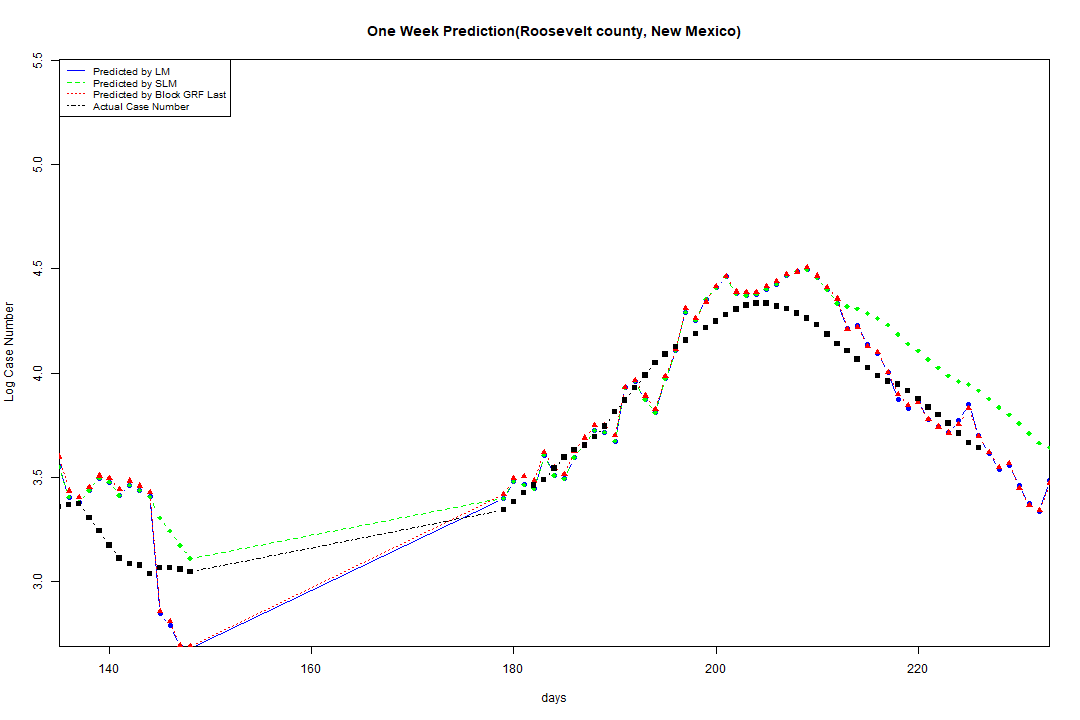 One Week Prediction(Roosevelt county, New Mexico)
5.5
5.0
4.5
4.0
3.5
3.0
Log Case Number
Predicted by LM
Predicted by SLM
Predicted by Block GRF Last
Actual Case Number
140
160
180
200
220
days